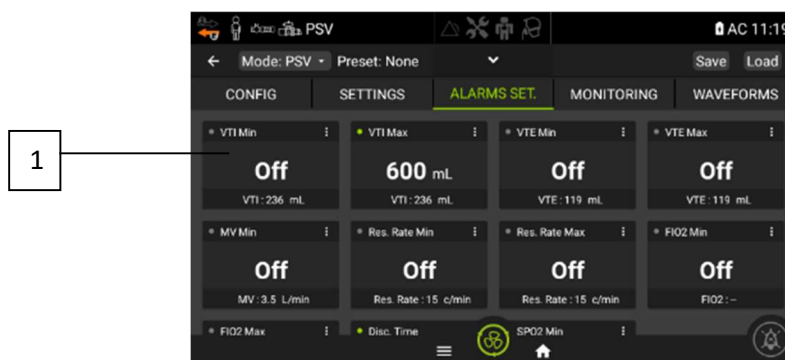 PSV
AC 11:19
Mode: PSV Preset: None Save Load
CONFIG SETTINGS ALARMS SET. MONITORING WAVEFORMS
1
VTI Min VTI Max VTE Min VTE Max
Off 600 mL Off Off
VTI : 236 mL VTI : 236 mL VTE : 119 mL VTE : 119 mL
MV Min Res. Rate Min Res. Rate Max FIO2 Min
Off Off Off Off
MV : 3.5 L/min Res. Rate : 15 c/min Res. Rate : 15 c/min FIO2 : –
FIO2 Max Disc. Time SPO2 Min